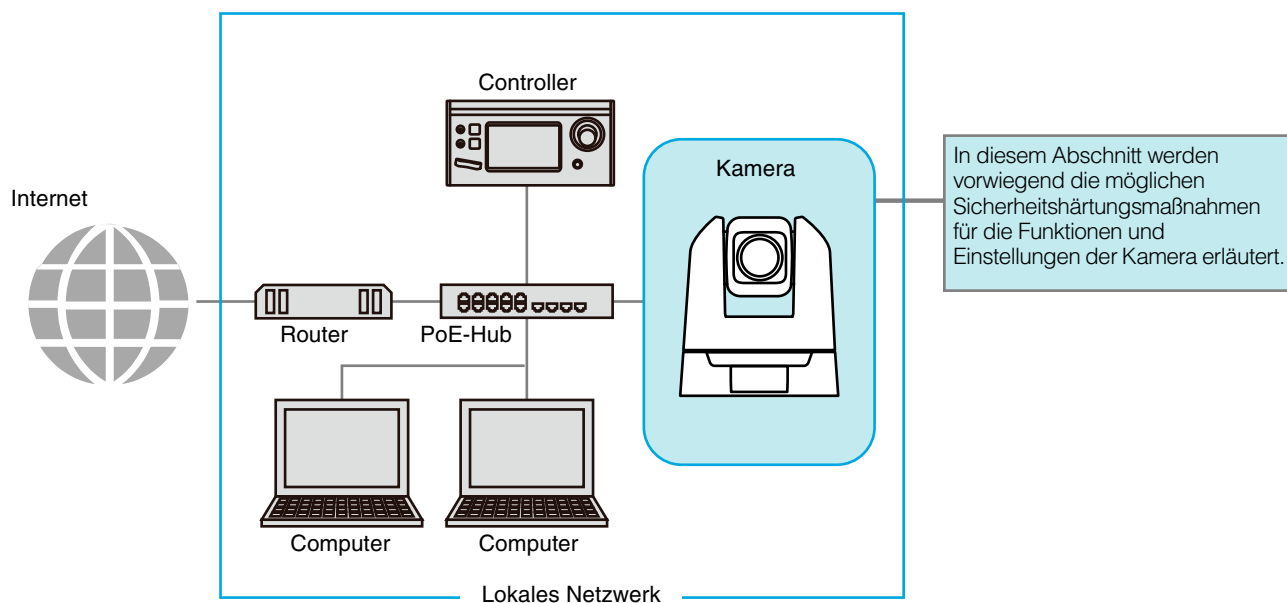 Controller
Kamera
In diesem Abschnitt werden
vorwiegend die möglichen
Sicherheitshärtungsmaßnahmen
für die Funktionen und
Einstellungen der Kamera erläutert.
Internet
Router
PoE-Hub
Computer
Computer
Lokales Netzwerk